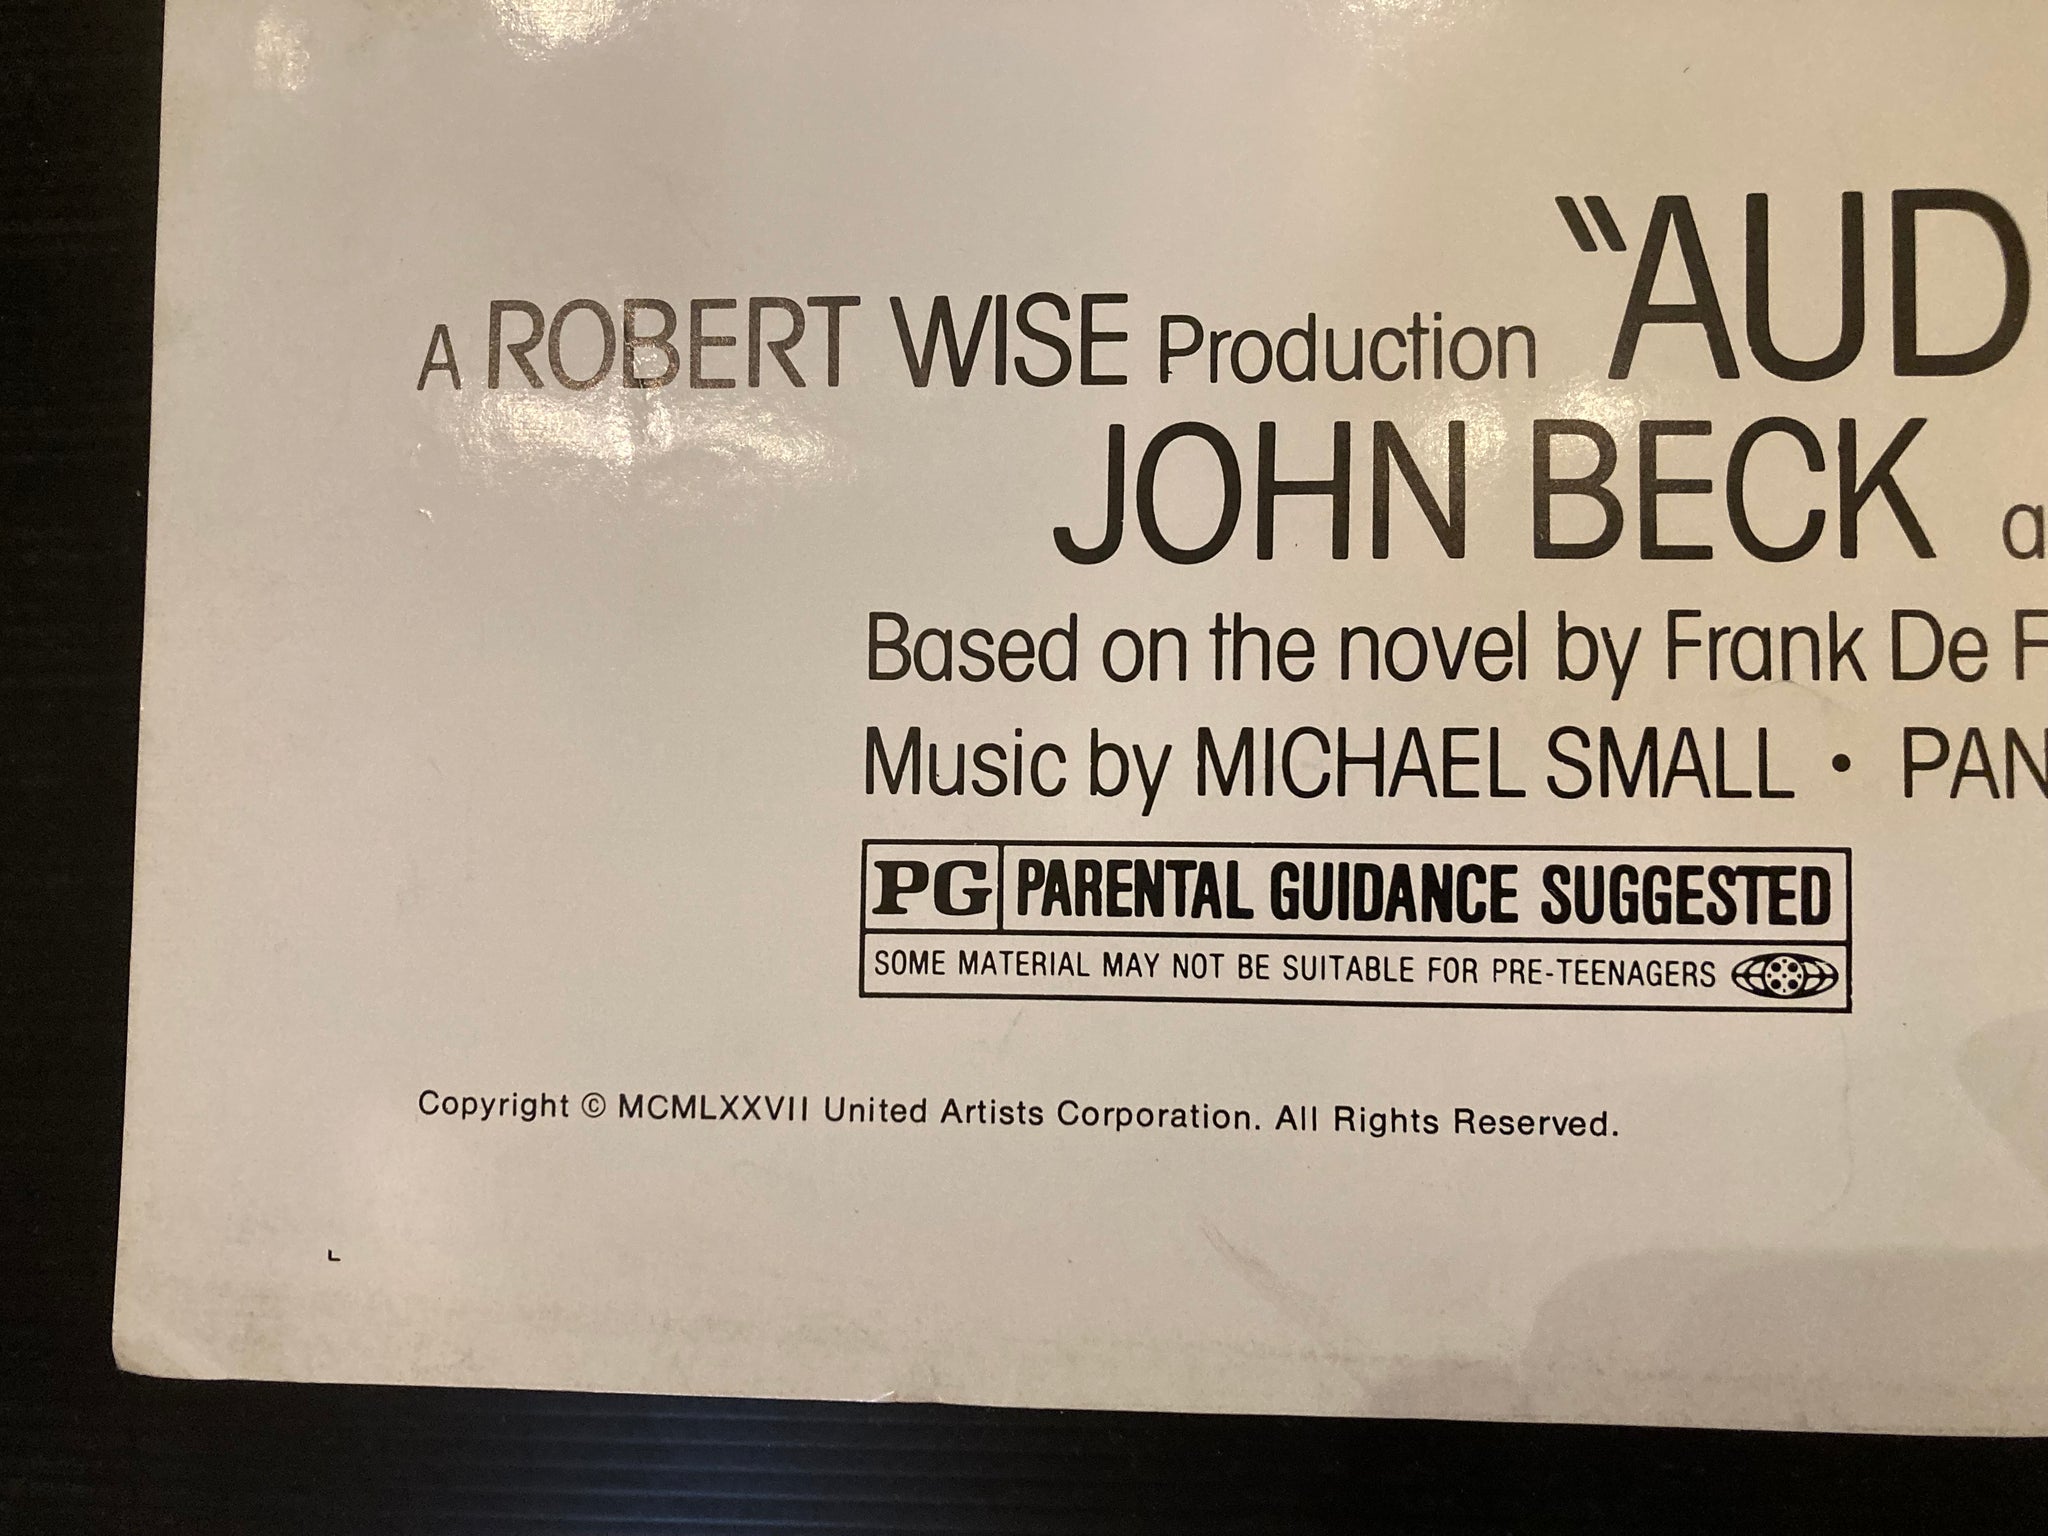 A ROBERT WISE Production “AUD
JOHN BECK a
Based on the novel by Frank De F
Music by MICHAEL SMALL • PAN
PG PARENTAL GUIDANCE SUGGESTED
SOME MATERIAL MAY NOT BE SUITABLE FOR PRE-TEENAGERS
Copyright © MCMLXXVII United Artists Corporation. All Rights Reserved.